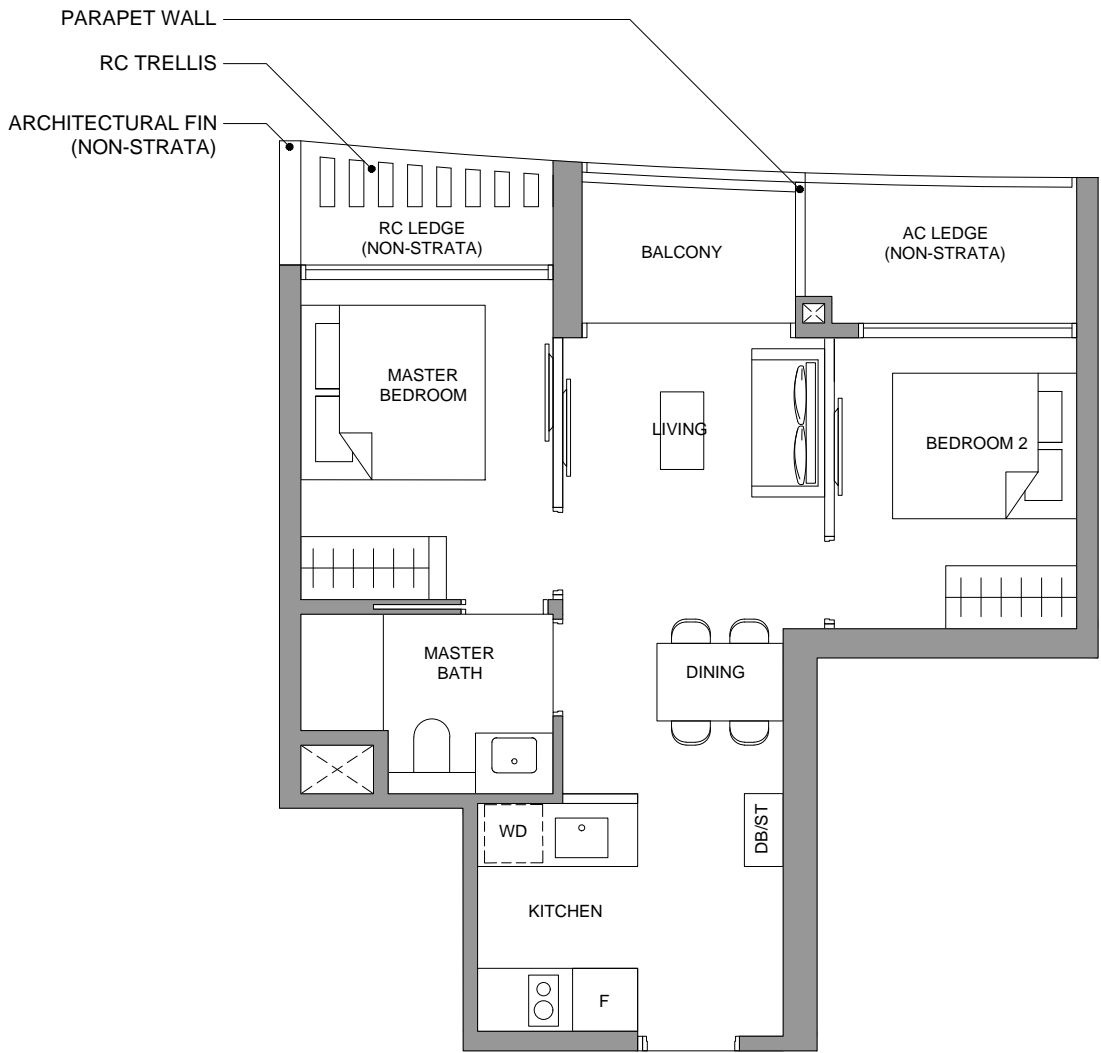 PARAPET WALL
RC TRELLIS
ARCHITECTURAL FIN
(NON-STRATA)
RC LEDGE
(NON-STRATA)
BALCONY
AC LEDGE
(NON-STRATA)
MASTER
BEDROOM
LIVING
BEDROOM 2
MASTER
BATH
DINING
WD
DB/ST
KITCHEN
F